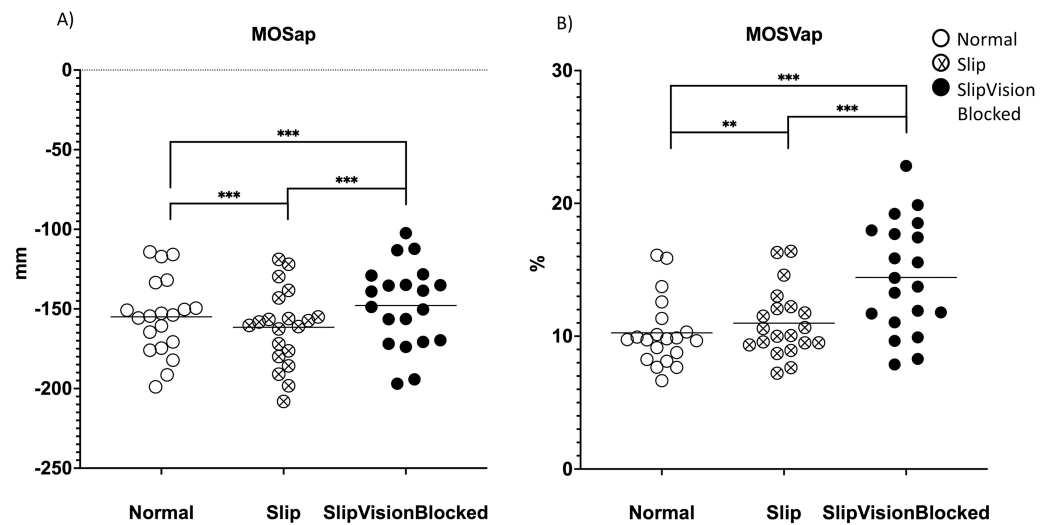 A)
MOSap
0
-50
-100
-150
-200
-250
mm
***
***
***
Normal
Slip
SlipVisionBlocked
B)
MOSVap
30
20
10
0
%
***
**
***
Normal
Slip
SlipVisionBlocked
Normal
Slip
SlipVision
Blocked